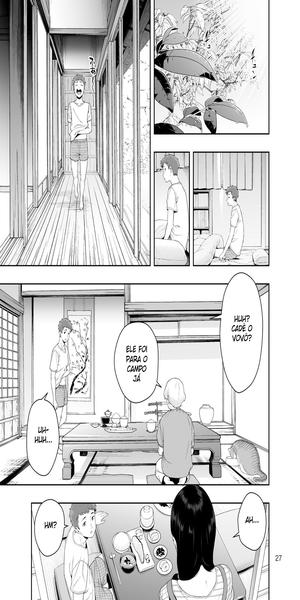 HUH?
CADÊ O
VOVÔ?
ELE FOI
PARA O
CAMPO
JÁ
UH-
HUH...
AH...
HM?
27